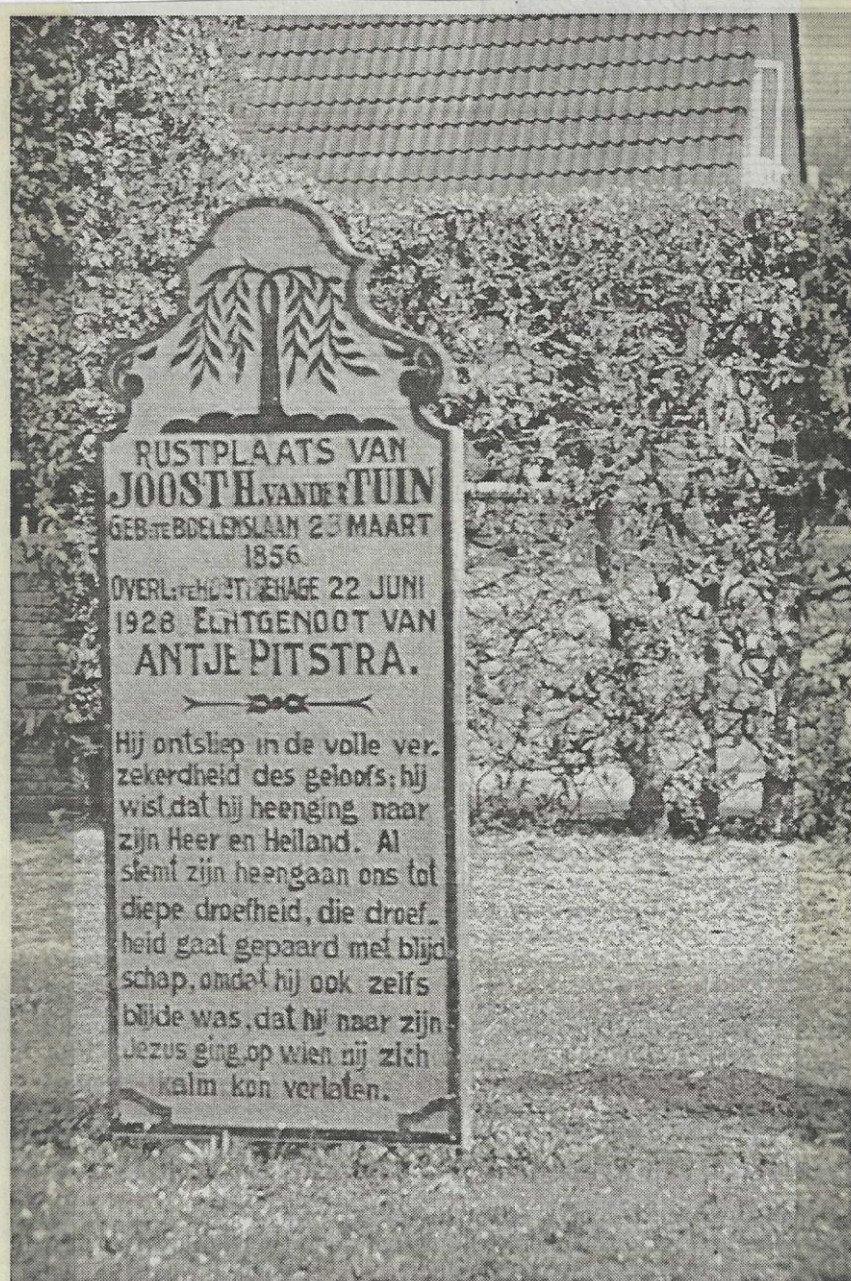 RUSTPLAATS VAN
JOOST H. VAN DER TUIN
GEB. TE BOELENSLAAN 23 MAART
1856.
OVERL. TE 22 JUNI
1928 ECHTGENOOT VAN
ANTJE PITSTRA.
Hij ontsliep in de volle ver-
zekerdheid des geloofs; hij
wist, dat hij heenging naar
zijn Heer en Heiland. Al
stemt zijn heengaan ons tot
diepe droefheid, die droef-
heid gaat gepaard met blijd-
schap, omdat hij ook zelfs
blijde was, dat hij naar zijn
Jezus ging, op wien hij zich
kalm kon verlaten.